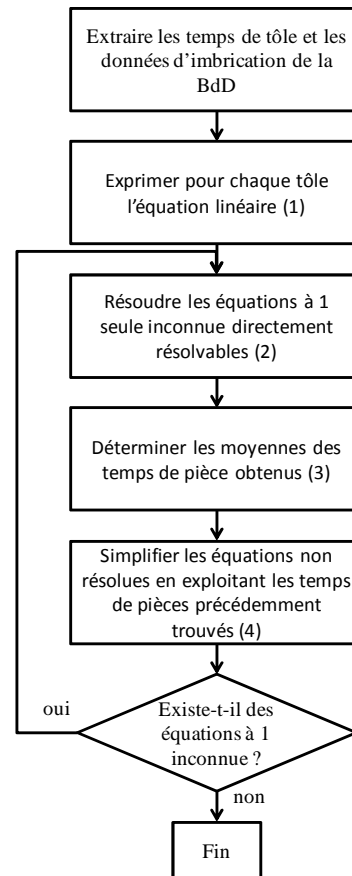 Extraire les temps de tôle et les
données d’imbrication de la
BdD
Exprimer pour chaque tôle
l’équation linéaire (1)
Résoudre les équations à 1
seule inconnue directement
résolvables (2)
Déterminer les moyennes des
temps de pièce obtenus (3)
Simplifier les équations non
résolues en exploitant les temps
de pièces précédemment
trouvés (4)
oui
Existe-t-il des
équations à 1
inconnue ?
non
Fin